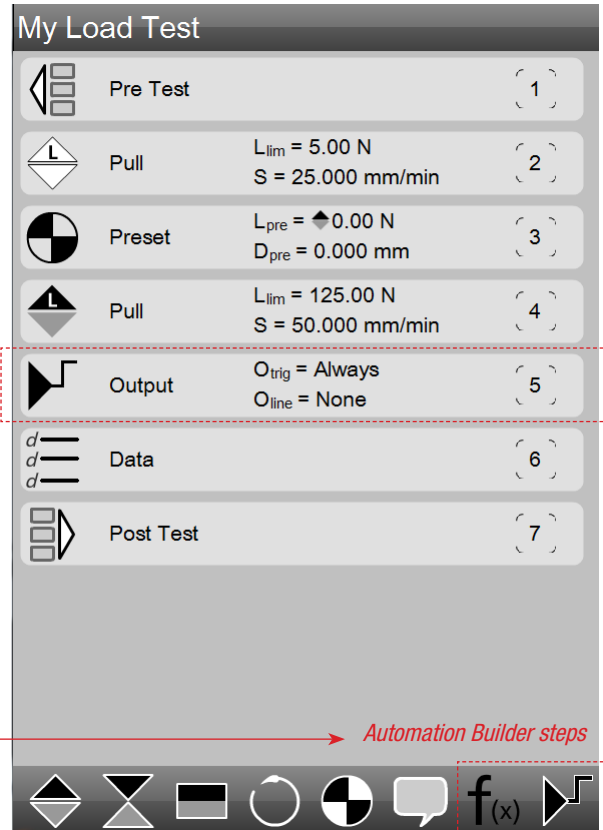 My Load Test
Pre Test 1
L Pull Llim = 5.00 N 2
S = 25.000 mm/min
Preset Lpre = 0.00 N 3
Dpre = 0.000 mm
L Pull Llim = 125.00 N 4
S = 50.000 mm/min
Output Otrig = Always 5
Oline = None
d
d Data 6
d
Post Test 7
Automation Builder steps
f(x)